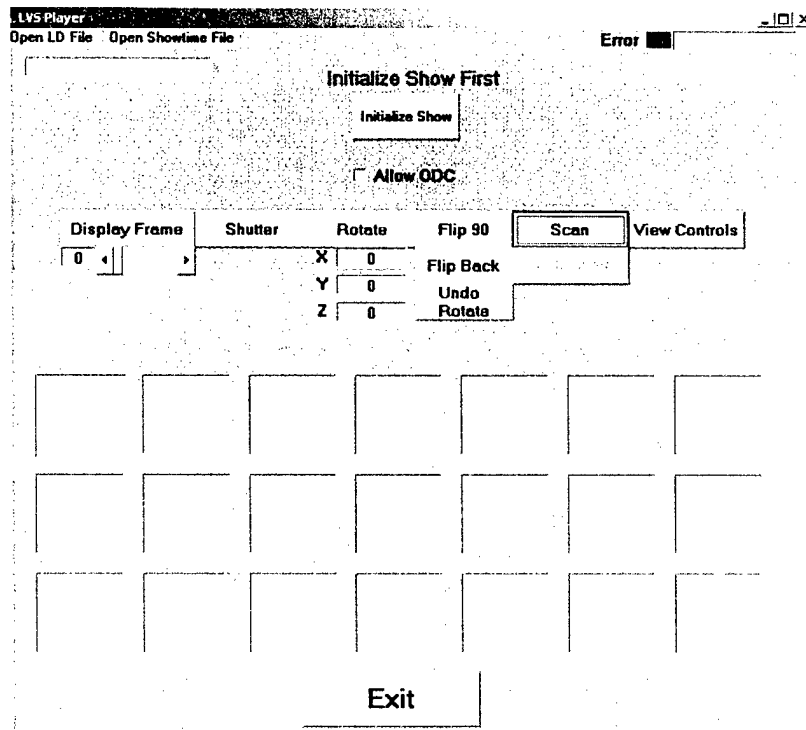 LVS Player
Open LD File Open Showtime File
Error
Initialize Show First
Initialize Show
Allow ODC
Display Frame Shutter Rotate Flip 90 Scan View Controls
0 X 0 Flip Back
Y 0 Undo
Z 0 Rotate
Exit